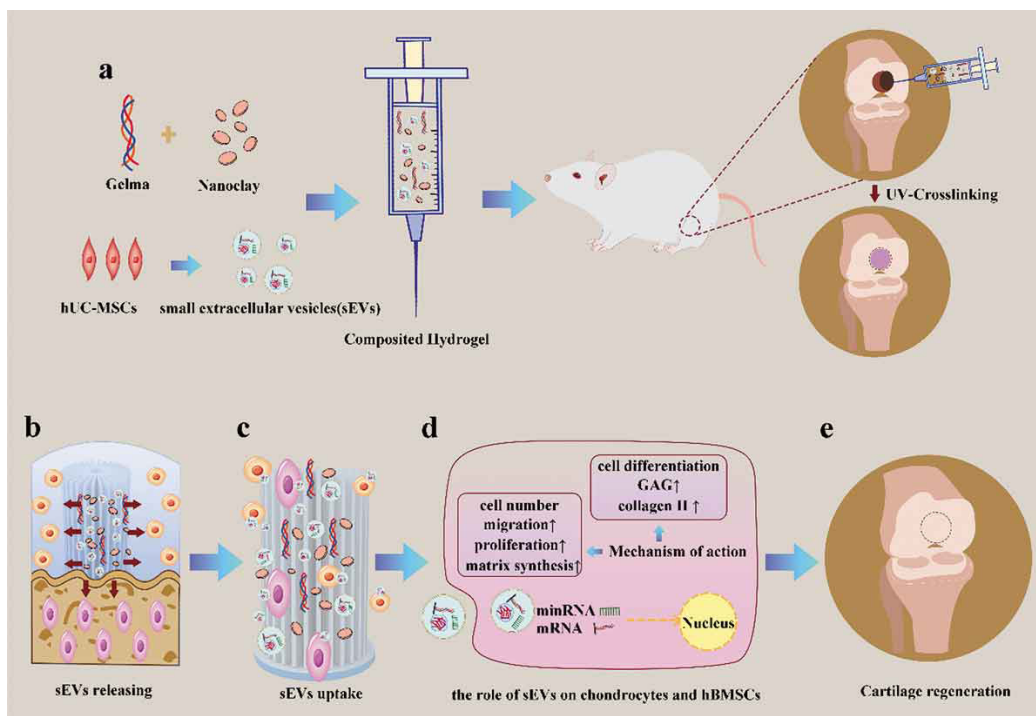 a
Gelma
Nanoclay
UV-Crosslinking
hUC-MSCs
small extracellular vesicles(sEVs)
Composited Hydrogel
b
c
d
e
cell differentiation
GAG↑
collagen II ↑
cell number
migration↑
proliferation↑
matrix synthesis↑
Mechanism of action
minRNA
mRNA
Nucleus
sEVs releasing
sEVs uptake
the role of sEVs on chondrocytes and hBMSCs
Cartilage regeneration